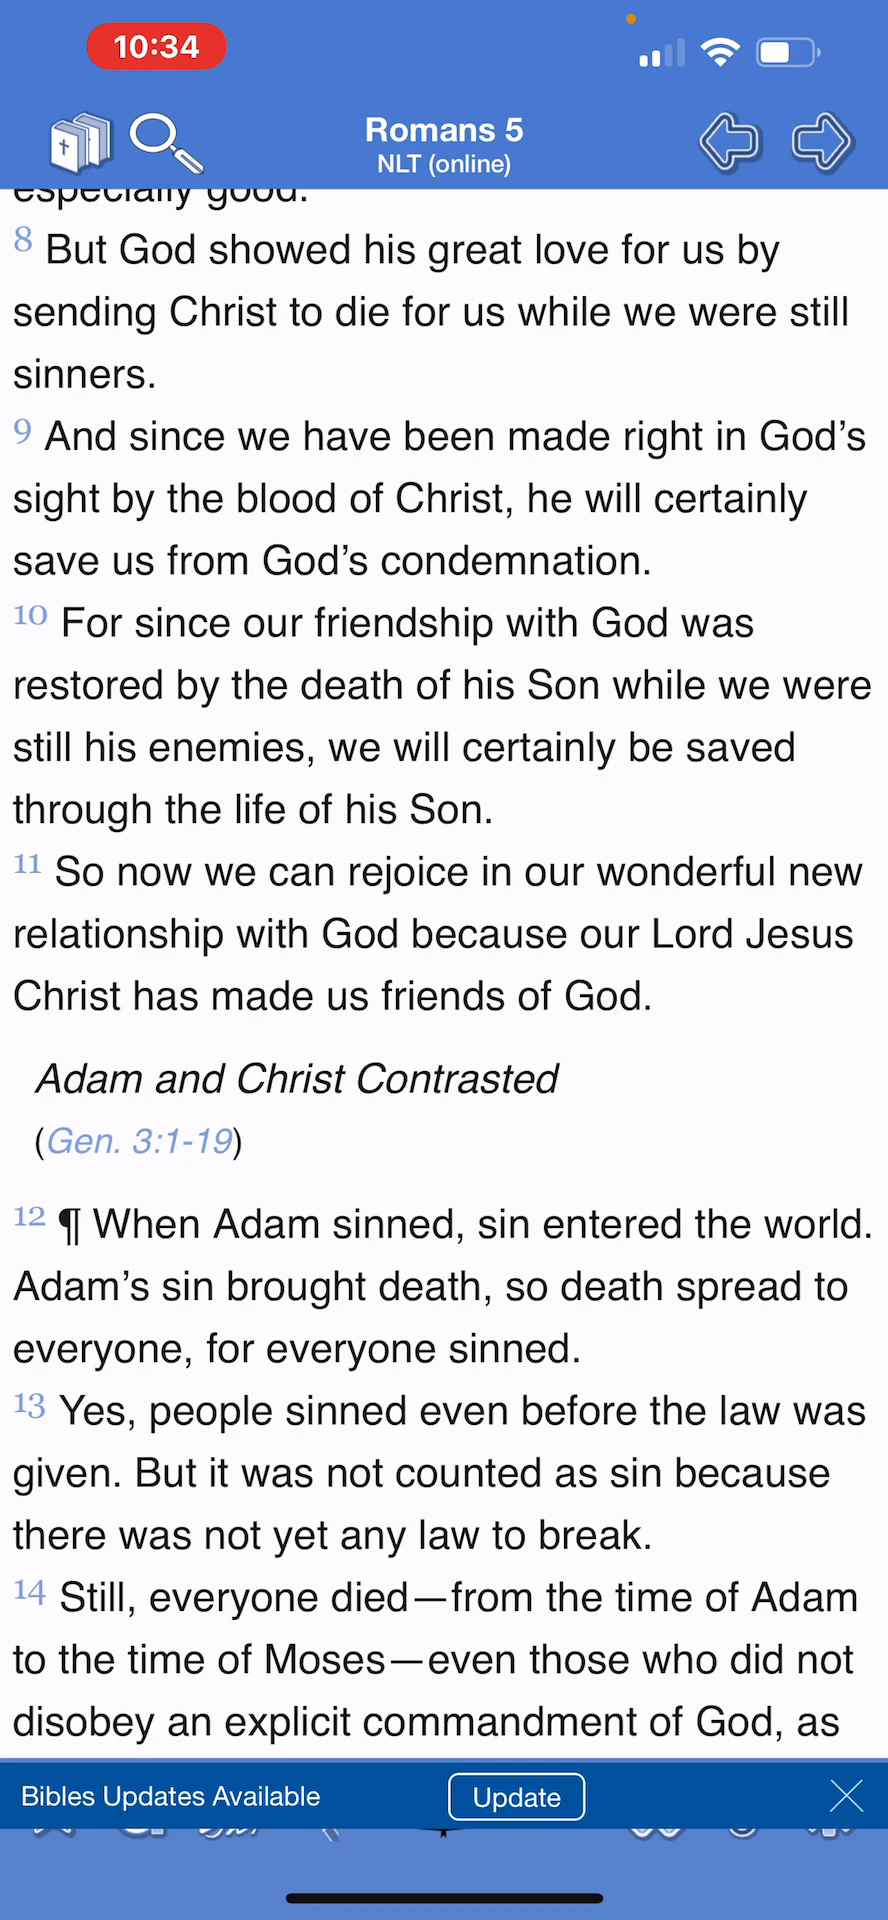 10:34
Romans 5
NLT (online)
especially good.
8 But God showed his great love for us by
sending Christ to die for us while we were still
sinners.
9 And since we have been made right in God’s
sight by the blood of Christ, he will certainly
save us from God’s condemnation.
10 For since our friendship with God was
restored by the death of his Son while we were
still his enemies, we will certainly be saved
through the life of his Son.
11 So now we can rejoice in our wonderful new
relationship with God because our Lord Jesus
Christ has made us friends of God.
Adam and Christ Contrasted
(Gen. 3:1-19)
12 ¶ When Adam sinned, sin entered the world.
Adam’s sin brought death, so death spread to
everyone, for everyone sinned.
13 Yes, people sinned even before the law was
given. But it was not counted as sin because
there was not yet any law to break.
14 Still, everyone died—from the time of Adam
to the time of Moses—even those who did not
disobey an explicit commandment of God, as
Bibles Updates Available
Update